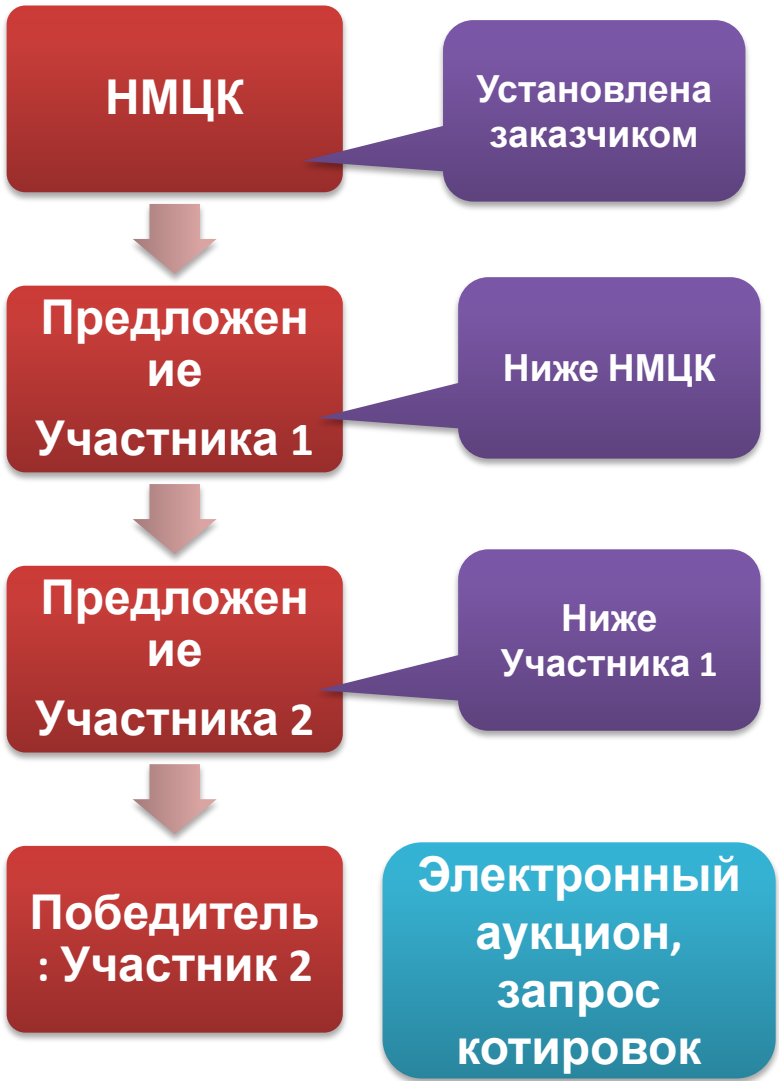 НМЦК
Установлена
заказчиком
Предложен
ие
Участника 1
Ниже НМЦК
Предложен
ие
Участника 2
Ниже
Участника 1
Победитель
: Участник 2
Электронный
аукцион,
запрос
котировок